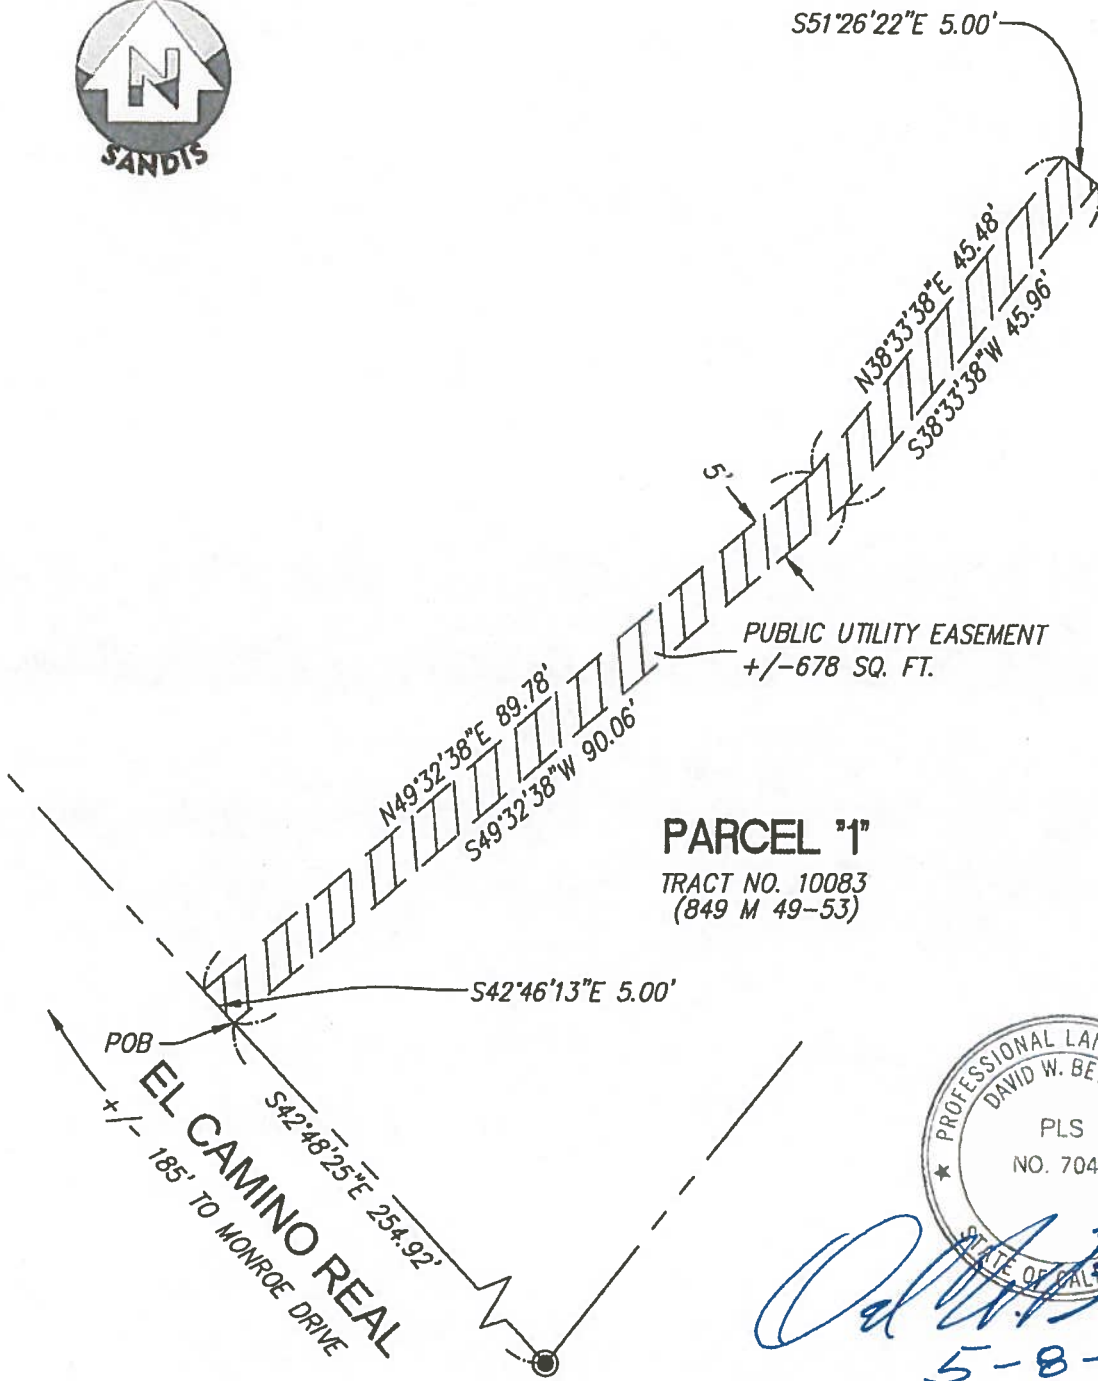 N
SANDIS
S51°26'22"E 5.00'
N38°33'38"E 45.48'
S38°33'38"W 45.96'
5'
PUBLIC UTILITY EASEMENT
+/-678 SQ. FT.
N49°32'38"E 89.78'
S49°32'38"W 90.06'
PARCEL "1"
TRACT NO. 10083
(849 M 49-53)
S42°46'13"E 5.00'
POB
EL CAMINO REAL
+/- 185' TO MONROE DRIVE
S42°48'25"E 254.92'
PROFESSIONAL
DAVID W.
PLS
NO. 704
STATE OF
5-8-